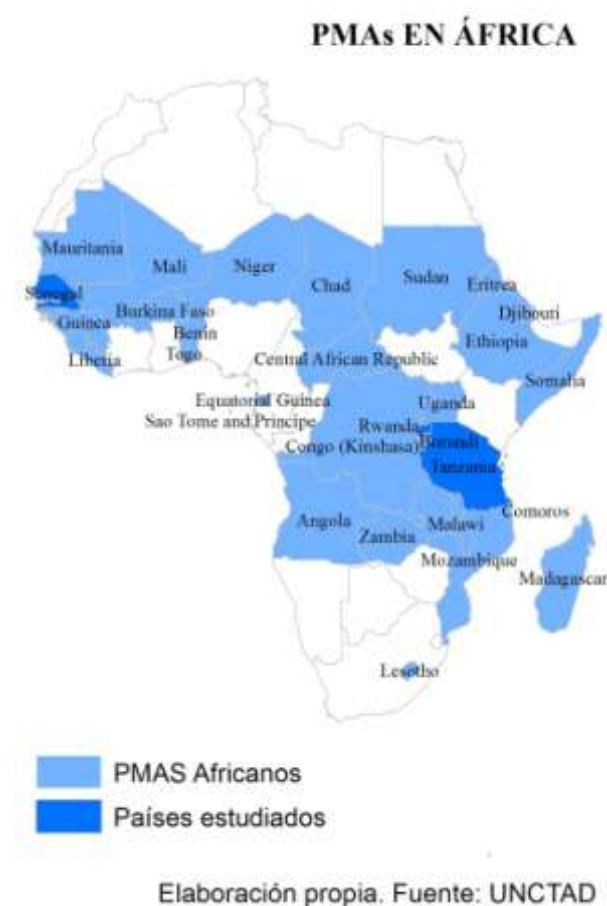 PMAs EN ÁFRICA
Mauritania
Mali
Niger
Chad
Sudan
Eritrea
Senegal
Burkina Faso
Djibouti
Guinea
Benin
Ethiopia
Liberia
Togo
Central African Republic
Somalia
Equatorial Guinea
Uganda
Sao Tome and Principe
Rwanda
Congo (Kinshasa)
Burundi
Tanzania
Comoros
Angola
Malawi
Zambia
Mozambique
Madagascar
Lesotho
PMAS Africanos
Países estudiados
Elaboración propia. Fuente: UNCTAD